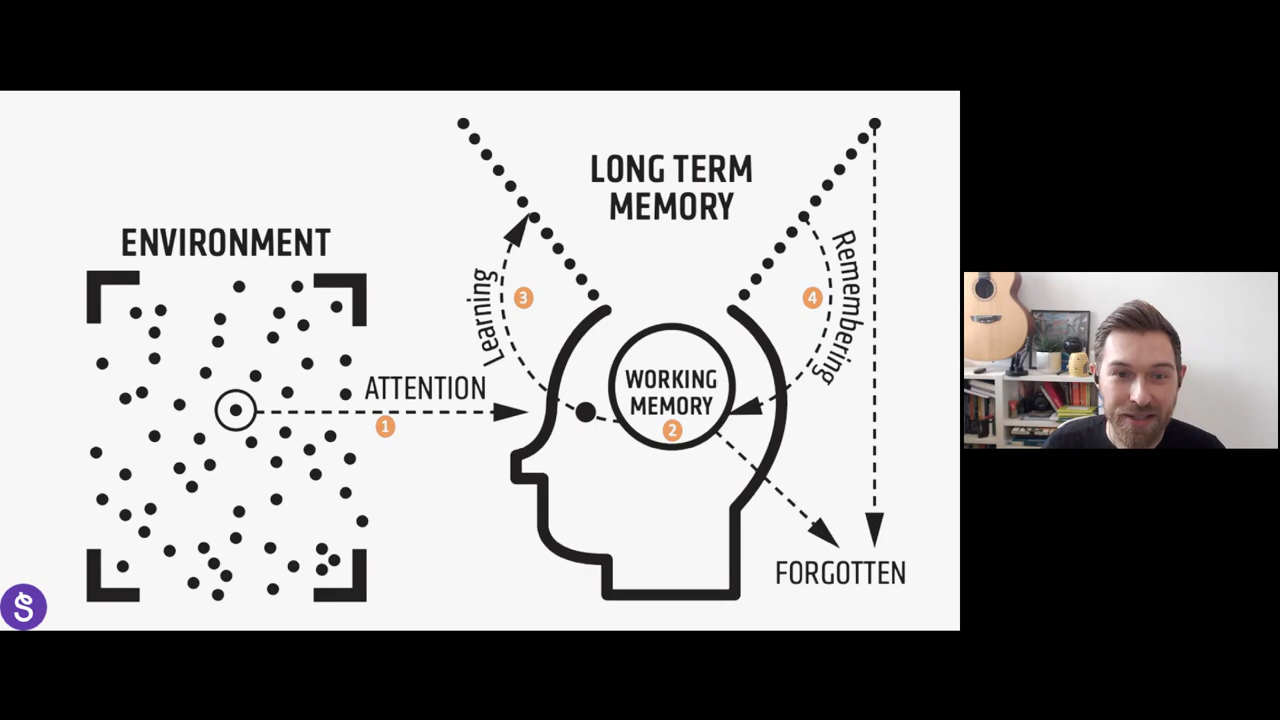 LONG TERM
MEMORY
ENVIRONMENT
Learning
3
4
Remembering
ATTENTION
1
WORKING
MEMORY
2
FORGOTTEN
S